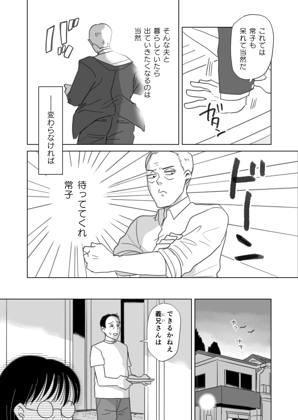 これでは
常子も
呆れて当然だ
ガタッ
そんな夫と
暮らしていたら
出ていきたくなるのは
当然
──変わらなければ
ドーン
待っててくれ
常子
できるかねえ
義兄さんは